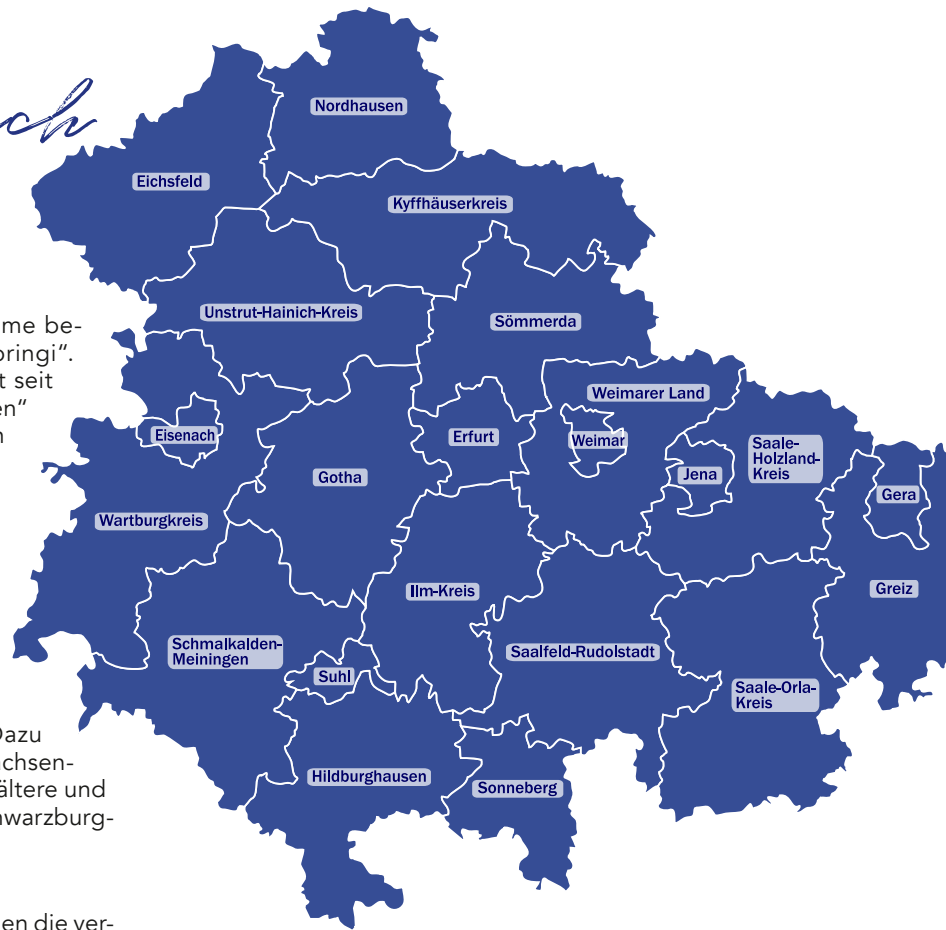 ch
Nordhausen
Eichsfeld
Kyffhäuserkreis
Unstrut-Hainich-Kreis
Sömmerda
me be-
oringi“.
t seit
en“
n
Weimarer Land
Eisenach
Erfurt
Weimar
Saale-
Holzland-
Kreis
Jena
Gotha
Gera
Wartburgkreis
Ilm-Kreis
Greiz
Schmalkalden-
Meiningen
Saalfeld-Rudolstadt
Suhl
Saale-Orla-
Kreis
Dazu
achsen-
ältere und
hwarzburg-
Hildburghausen
Sonneberg
en die ver-